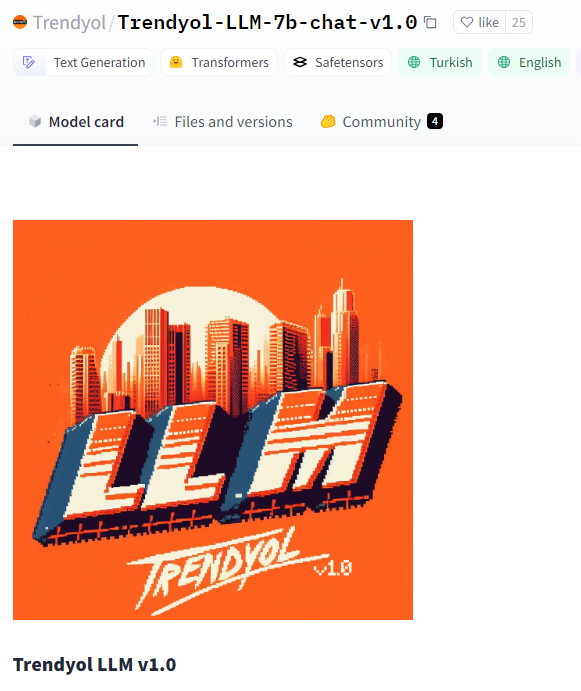 Trendyol/Trendyol-LLM-7b-chat-v1.0 like 25
Text Generation Transformers Safetensors Turkish English
Model card Files and versions Community 4
LLM
TRENDYOL
v1.0
Trendyol LLM v1.0